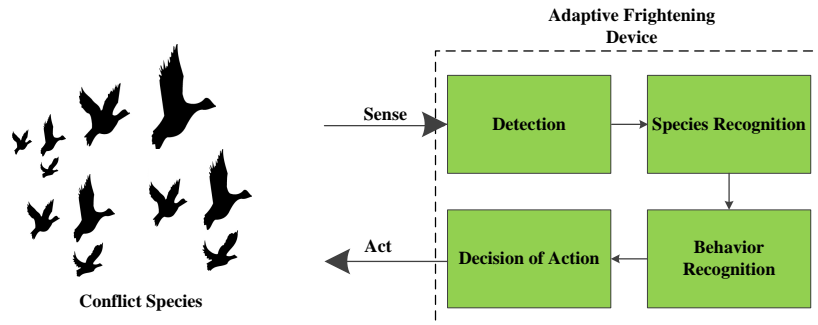 Adaptive Frightening
Device
Sense
Detection
Species Recognition
Act
Decision of Action
Behavior
Recognition
Conflict Species